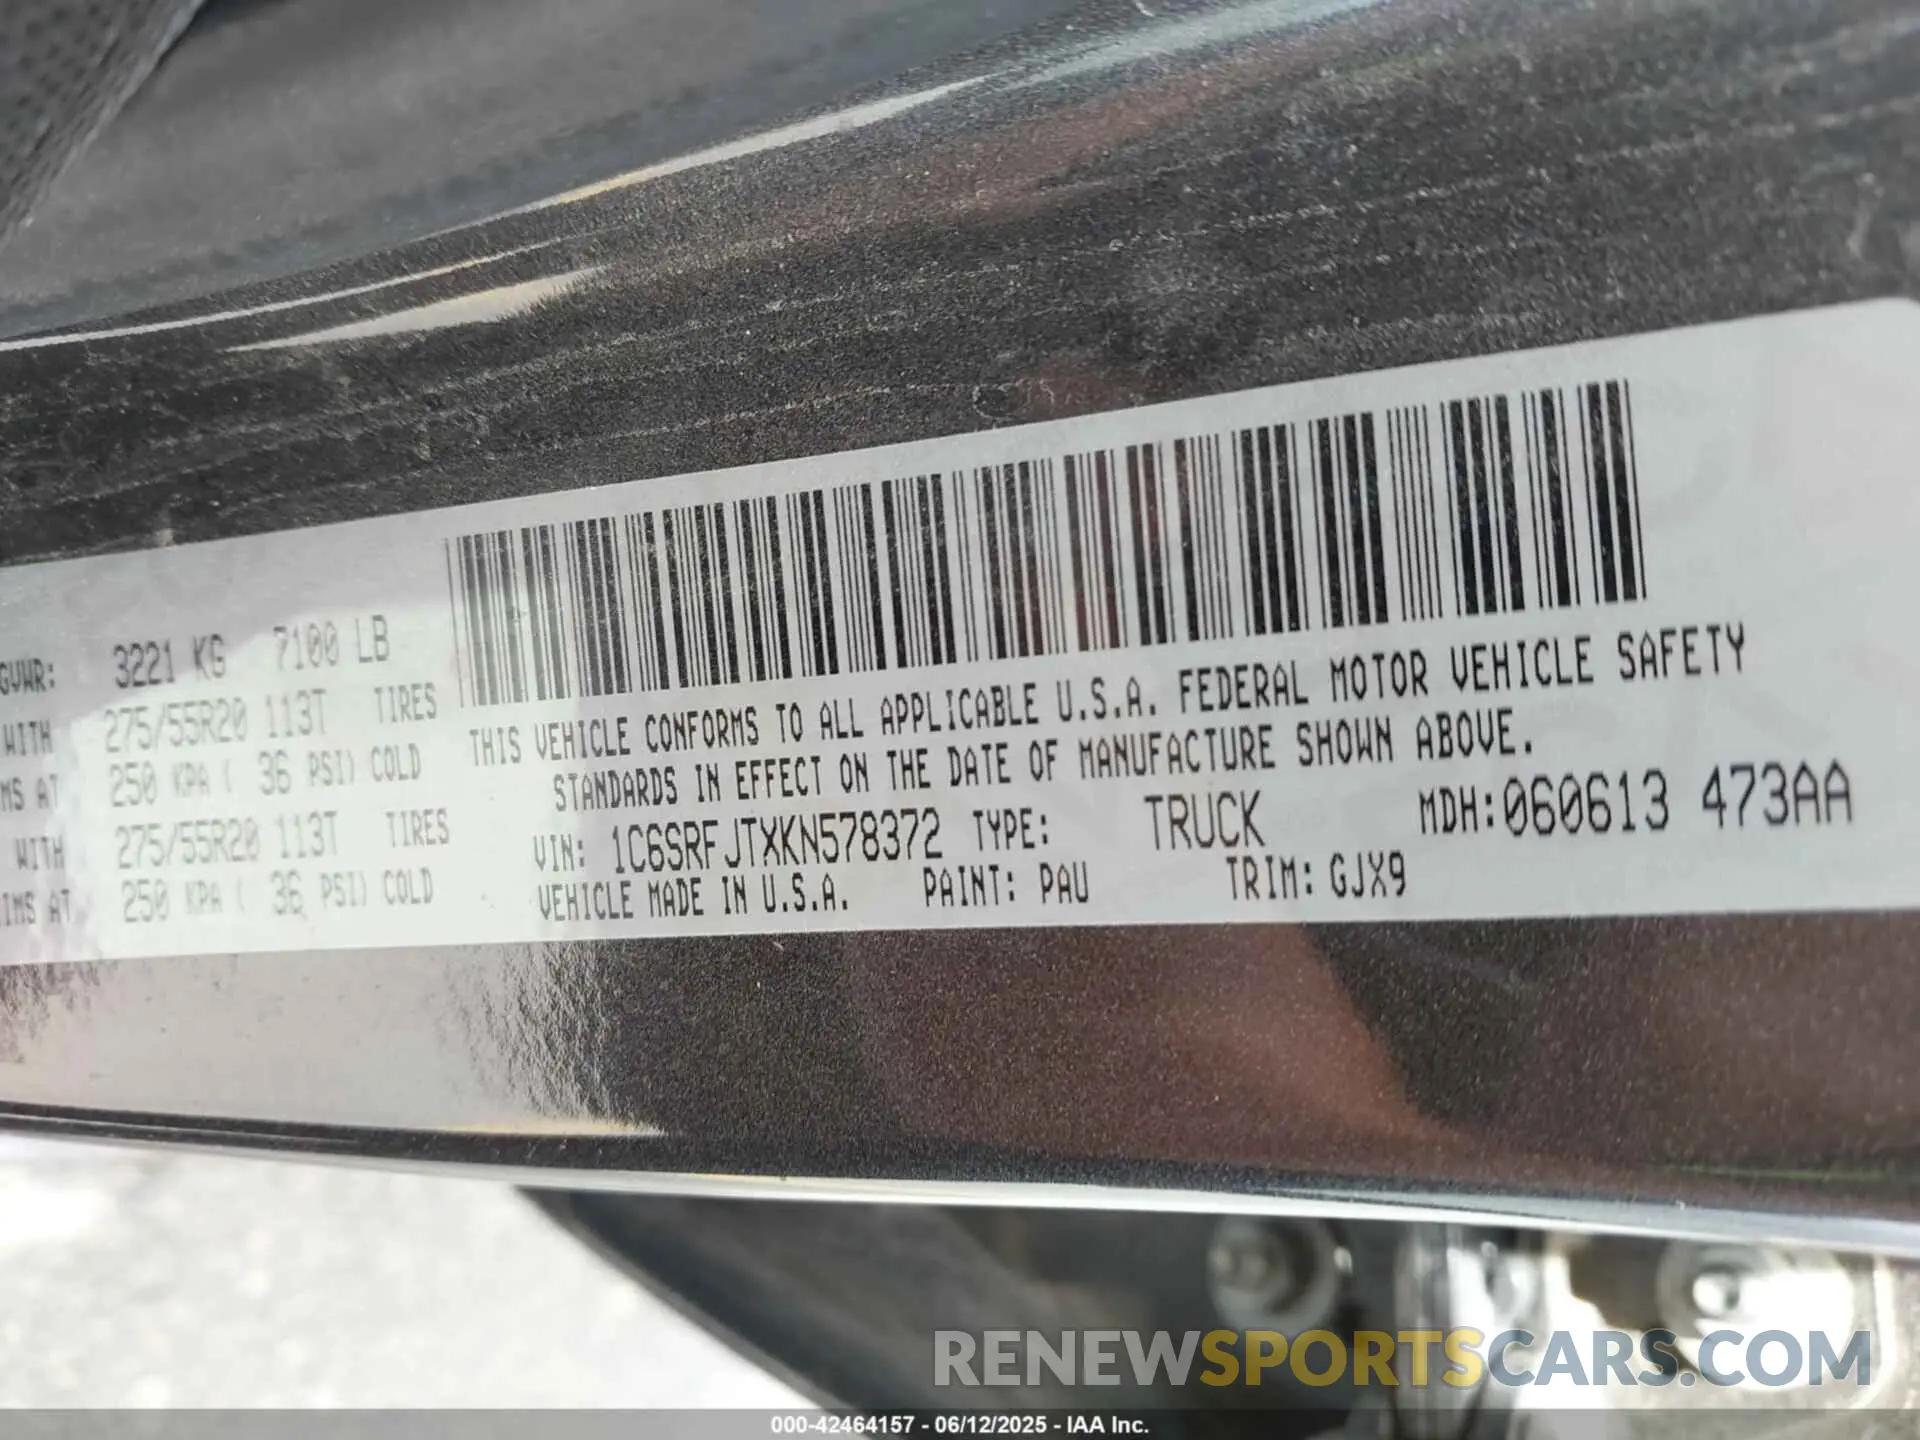 GVWR: 3221 KG 7100 LB
WITH 275/55R20 113T TIRES
MS AT 250 KPA ( 36 PSI) COLD
WITH 275/55R20 113T TIRES
IMS AT 250 KPA ( 36 PSI) COLD
THIS VEHICLE CONFORMS TO ALL APPLICABLE U.S.A. FEDERAL MOTOR VEHICLE SAFETY
STANDARDS IN EFFECT ON THE DATE OF MANUFACTURE SHOWN ABOVE.
VIN: 1C6SRFJTXKN578372 TYPE: TRUCK MDH:060613 473AA
VEHICLE MADE IN U.S.A. PAINT: PAU TRIM: GJX9
RENEWSPORTSCARS.COM
000-42464157 - 06/12/2025 - IAA Inc.